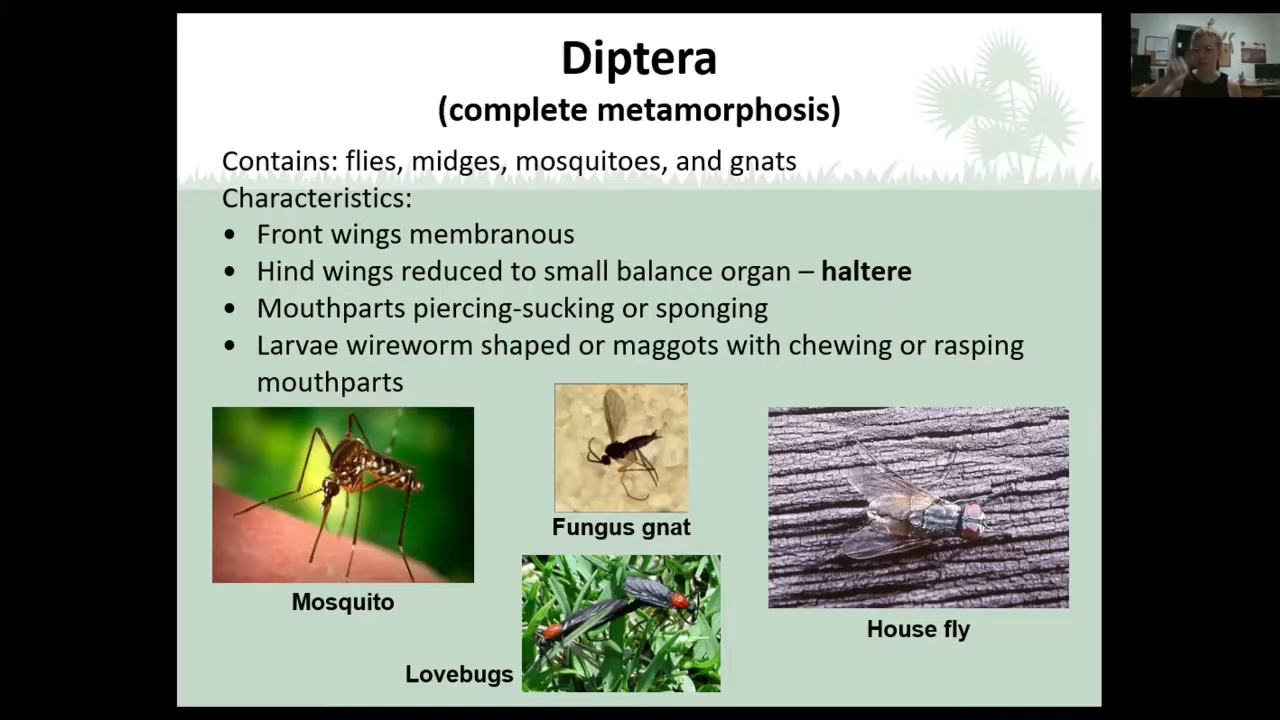 Diptera
(complete metamorphosis)
Contains: flies, midges, mosquitoes, and gnats
Characteristics:
• Front wings membranous
• Hind wings reduced to small balance organ – haltere
• Mouthparts piercing-sucking or sponging
• Larvae wireworm shaped or maggots with chewing or rasping
mouthparts
Fungus gnat
Mosquito
House fly
Lovebugs